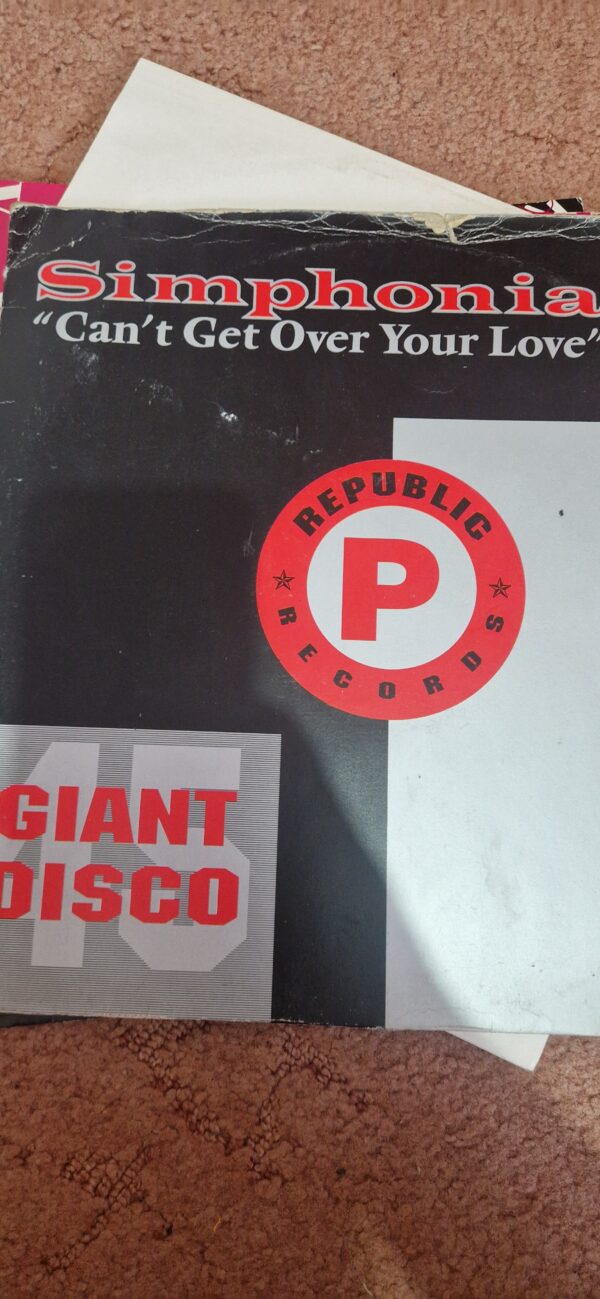 Simphonia
"Can't Get Over Your Love"
REPUBLIC
P
RECORDS
45
GIANT
DISCO